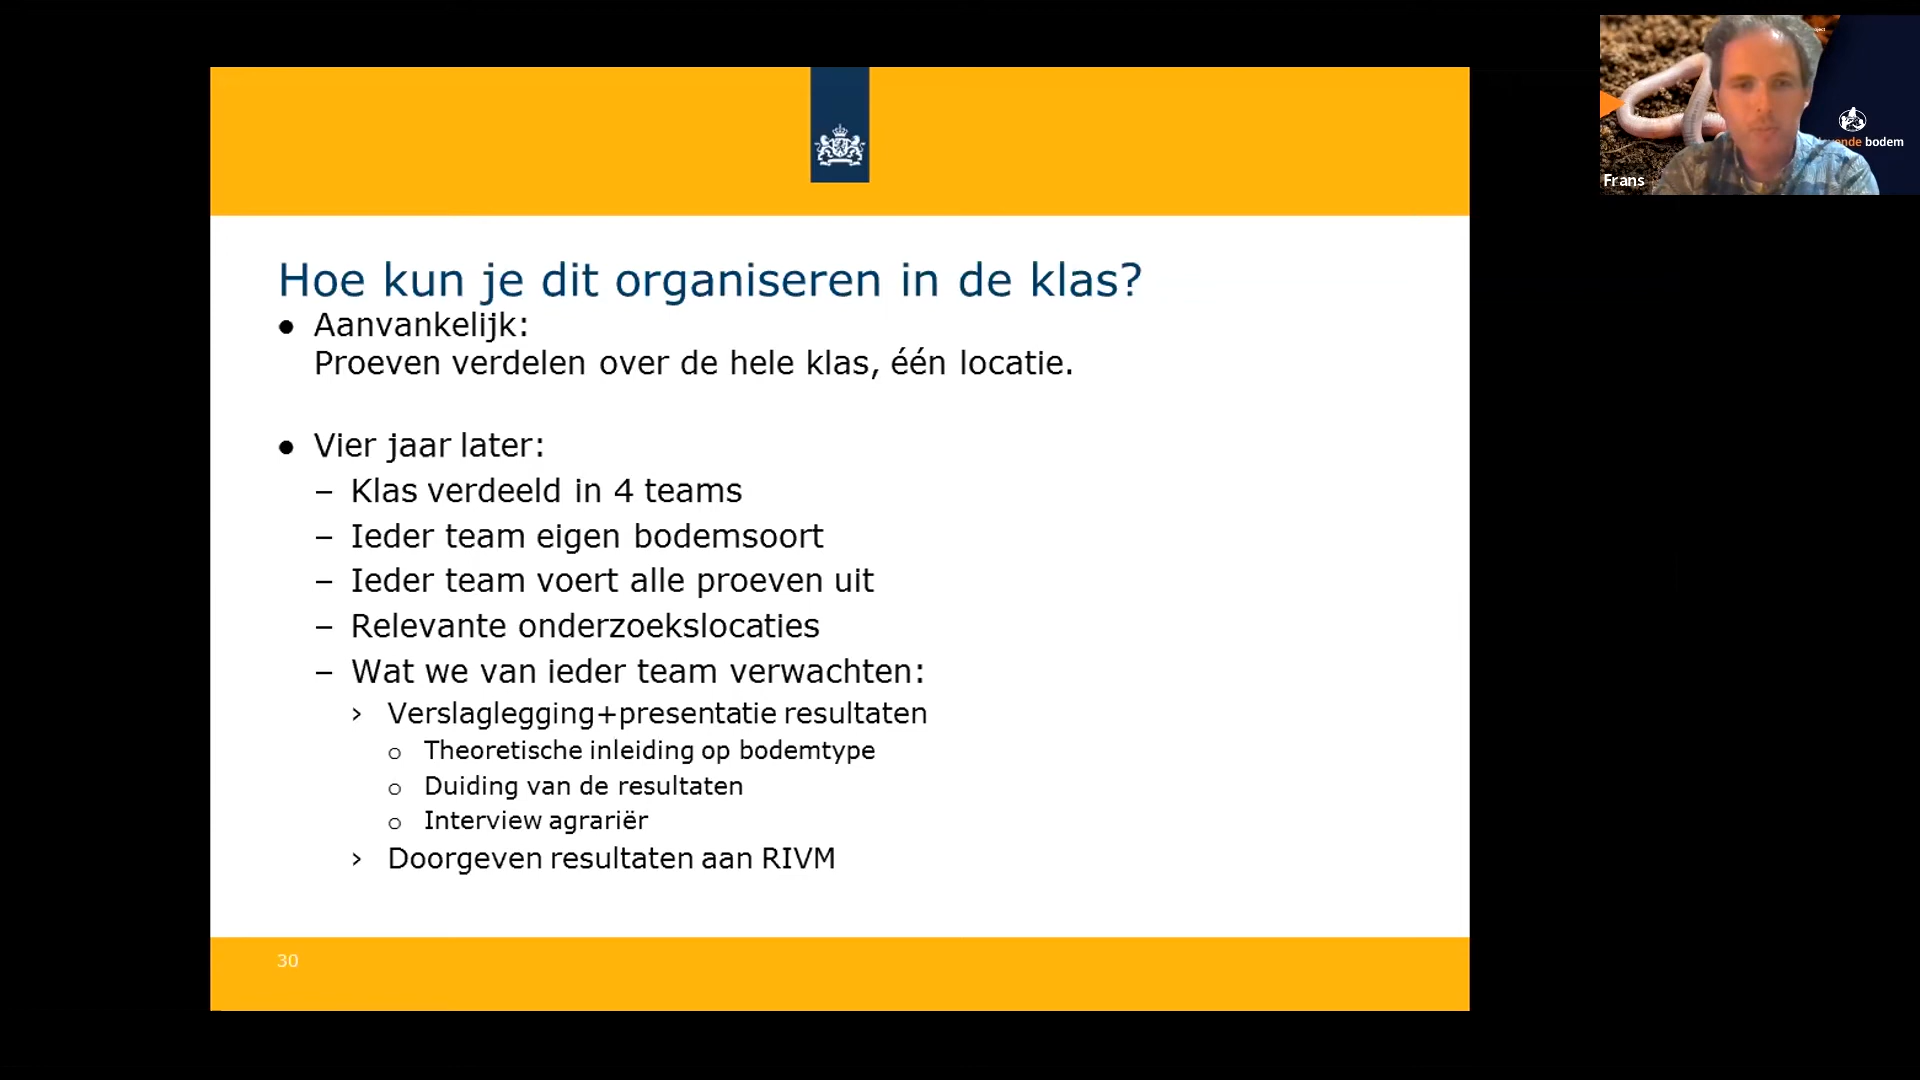 Hoe kun je dit organiseren in de klas?
● Aanvankelijk:
Proeven verdelen over de hele klas, één locatie.
● Vier jaar later:
– Klas verdeeld in 4 teams
– Ieder team eigen bodemsoort
– Ieder team voert alle proeven uit
– Relevante onderzoekslocaties
– Wat we van ieder team verwachten:
› Verslaglegging+presentatie resultaten
o Theoretische inleiding op bodemtype
o Duiding van de resultaten
o Interview agrariër
› Doorgeven resultaten aan RIVM
30
bodem
Frans